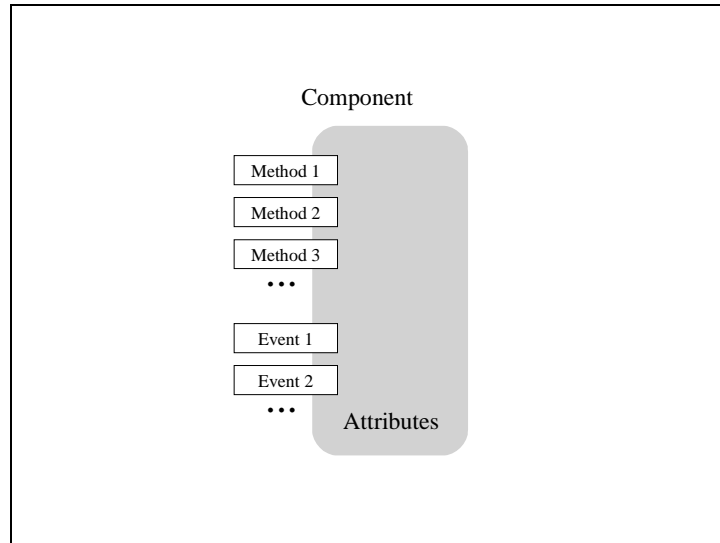 Component
Method 1
Method 2
Method 3
...
Event 1
Event 2
...
Attributes